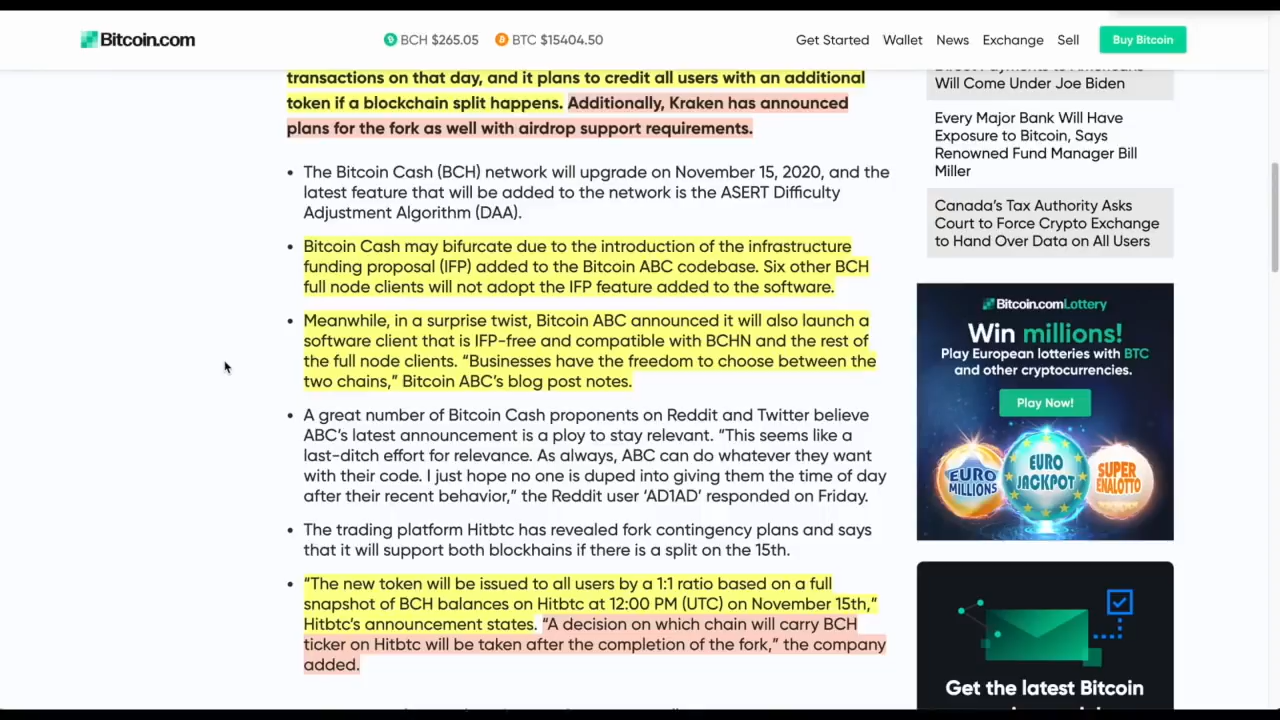 Bitcoin.com
BCH $265.05
BTC $15404.50
Get Started
Wallet
News
Exchange
Sell
Buy Bitcoin
transactions on that day, and it plans to credit all users with an additional
token if a blockchain split happens. Additionally, Kraken has announced
plans for the fork as well with airdrop support requirements.
• The Bitcoin Cash (BCH) network will upgrade on November 15, 2020, and the
latest feature that will be added to the network is the ASERT Difficulty
Adjustment Algorithm (DAA).
• Bitcoin Cash may bifurcate due to the introduction of the infrastructure
funding proposal (IFP) added to the Bitcoin ABC codebase. Six other BCH
full node clients will not adopt the IFP feature added to the software.
• Meanwhile, in a surprise twist, Bitcoin ABC announced it will also launch a
software client that is IFP-free and compatible with BCHN and the rest of
the full node clients. “Businesses have the freedom to choose between the
two chains,” Bitcoin ABC’s blog post notes.
• A great number of Bitcoin Cash proponents on Reddit and Twitter believe
ABC’s latest announcement is a ploy to stay relevant. “This seems like a
last-ditch effort for relevance. As always, ABC can do whatever they want
with their code. I just hope no one is duped into giving them the time of day
after their recent behavior,” the Reddit user ‘AD1AD’ responded on Friday.
• The trading platform Hitbtc has revealed fork contingency plans and says
that it will support both blockhains if there is a split on the 15th.
• “The new token will be issued to all users by a 1:1 ratio based on a full
snapshot of BCH balances on Hitbtc at 12:00 PM (UTC) on November 15th,“
Hitbtc’s announcement states. “A decision on which chain will carry BCH
ticker on Hitbtc will be taken after the completion of the fork,” the company
added.
Will Come Under Joe Biden
Every Major Bank Will Have
Exposure to Bitcoin, Says
Renowned Fund Manager Bill
Miller
Canada’s Tax Authority Asks
Court to Force Crypto Exchange
to Hand Over Data on All Users
Bitcoin.comLottery
Win millions!
Play European lotteries with BTC
and other cryptocurrencies.
Play Now!
EURO
MILLIONS
EURO
JACKPOT
SUPER
ENALOTTO
Get the latest Bitcoin